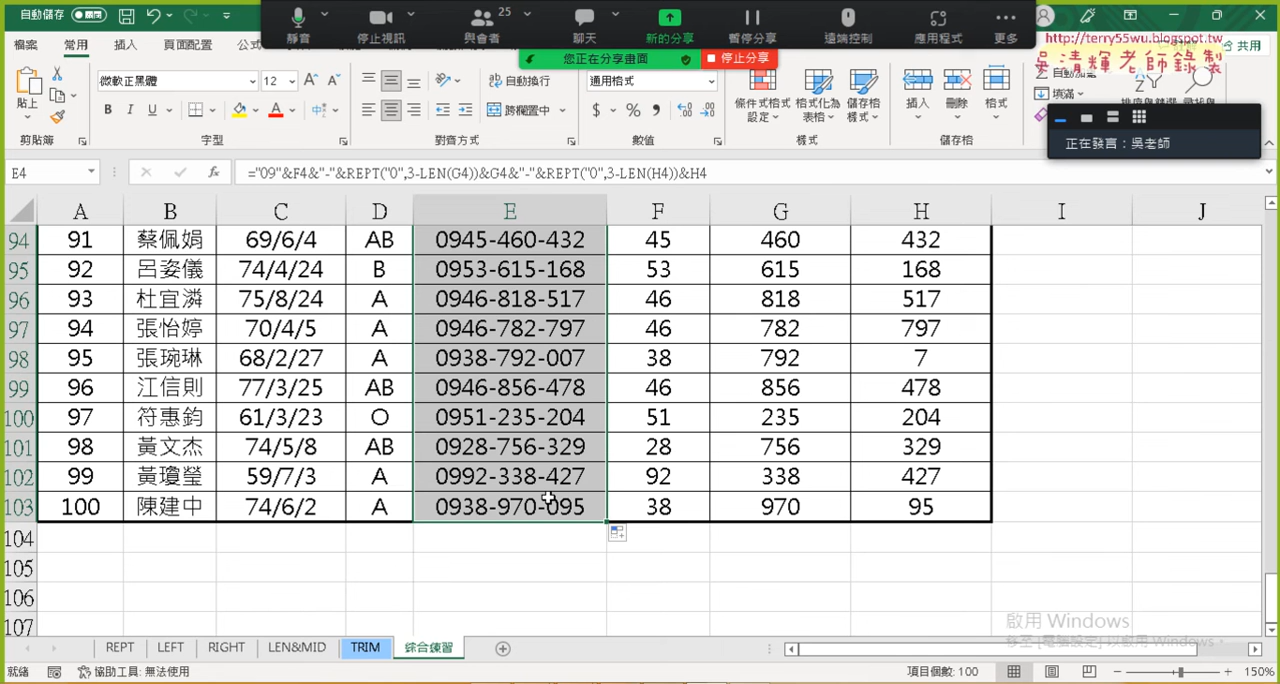 自動儲存
25
靜音
停止視訊
與會者
聊天
新的分享
暫停分享
遠端控制
應用程式
更多
您正在分享畫面
停止分享
http://terry55wu.blogspot.tw
吳清輝老師錄製
共用
正在發言：吳老師
檔案
常用
插入
頁面配置
公式
貼上
微軟正黑體
12
自動換行
跨欄置中
通用格式
條件式格式設定
格式化為表格
儲存格樣式
插入
刪除
格式
填滿
剪貼簿
字型
對齊方式
數值
樣式
儲存格
E4
fx
="09"&F4&"-"&REPT("0",3-LEN(G4))&G4&"-"&REPT("0",3-LEN(H4))&H4
A B C D E F G H I J
94 91 蔡佩娟 69/6/4 AB 0945-460-432 45 460 432
95 92 呂姿儀 74/4/24 B 0953-615-168 53 615 168
96 93 杜宜潾 75/8/24 A 0946-818-517 46 818 517
97 94 張怡婷 70/4/5 A 0946-782-797 46 782 797
98 95 張琬琳 68/2/27 A 0938-792-007 38 792 7
99 96 江信則 77/3/25 AB 0946-856-478 46 856 478
100 97 符惠鈞 61/3/23 O 0951-235-204 51 235 204
101 98 黃文杰 74/5/8 AB 0928-756-329 28 756 329
102 99 黃瓊瑩 59/7/3 A 0992-338-427 92 338 427
103 100 陳建中 74/6/2 A 0938-970-095 38 970 95
104
105
106
107
啟用 Windows
移至 [電腦設定] 以啟用 Windows。
REPT
LEFT
RIGHT
LEN&MID
TRIM
綜合練習
就緒
協助工具: 無法使用
項目個數: 100
150%